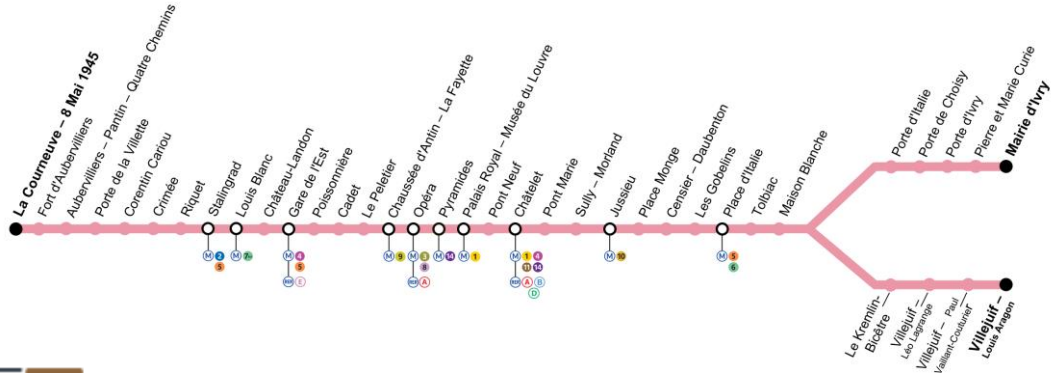 La Courneuve – 8 Mai 1945
Fort d'Aubervilliers
Aubervilliers – Pantin – Quatre Chemins
Porte de la Villette
Corentin Cariou
Crimée
Riquet
Stalingrad
M 2
5
Louis Blanc
M 7bis
Château-Landon
Gare de l'Est
M 4
5
RER E
Poissonnière
Cadet
Le Peletier
Chaussée d'Antin – La Fayette
M 9
Opéra
M 3
8
RER A
Pyramides
M 14
Palais Royal – Musée du Louvre
M 1
Pont Neuf
Châtelet
M 1 4
11 14
RER A B
D
Pont Marie
Sully – Morland
Jussieu
M 10
Place Monge
Censier – Daubenton
Les Gobelins
Place d'Italie
M 5
6
Tolbiac
Maison Blanche
Porte d'Italie
Porte de Choisy
Porte d'Ivry
Pierre et Marie Curie
Mairie d'Ivry
Le Kremlin-
Bicêtre
Villejuif –
Léo Lagrange
Villejuif – Paul
Vaillant-Couturier
Villejuif –
Louis Aragon